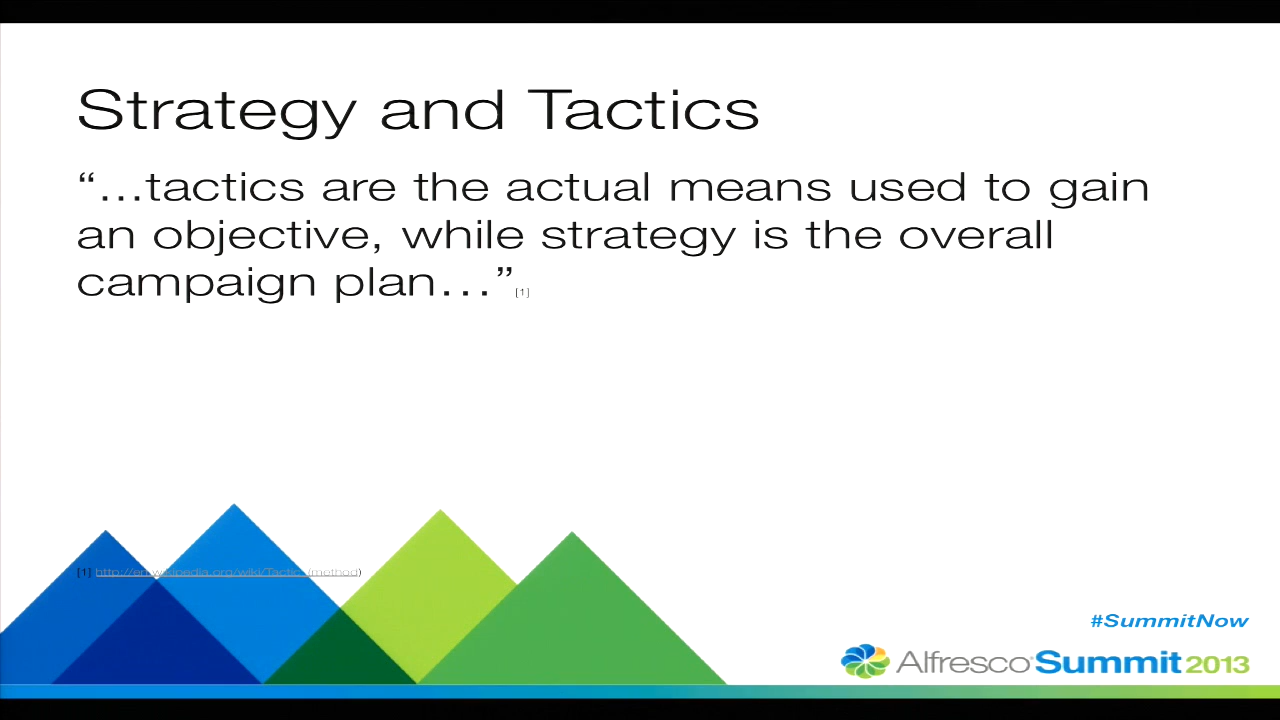 Strategy and Tactics
“…tactics are the actual means used to gain
an objective, while strategy is the overall
campaign plan…”[1]
[1] http://en.wikipedia.org/wiki/Tactic_(method)
#SummitNow
Alfresco Summit 2013